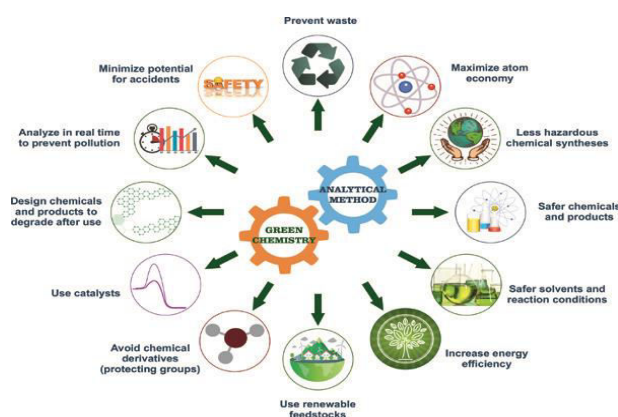 Prevent waste
Maximize atom
economy
Less hazardous
chemical syntheses
Safer chemicals
and products
Safer solvents and
reaction conditions
Increase energy
efficiency
Use renewable
feedstocks
Avoid chemical
derivatives
(protecting groups)
Use catalysts
Design chemicals
and products to
degrade after use
Analyze in real time
to prevent pollution
Minimize potential
for accidents
SAFETY
ANALYTICAL
METHOD
GREEN
CHEMISTRY